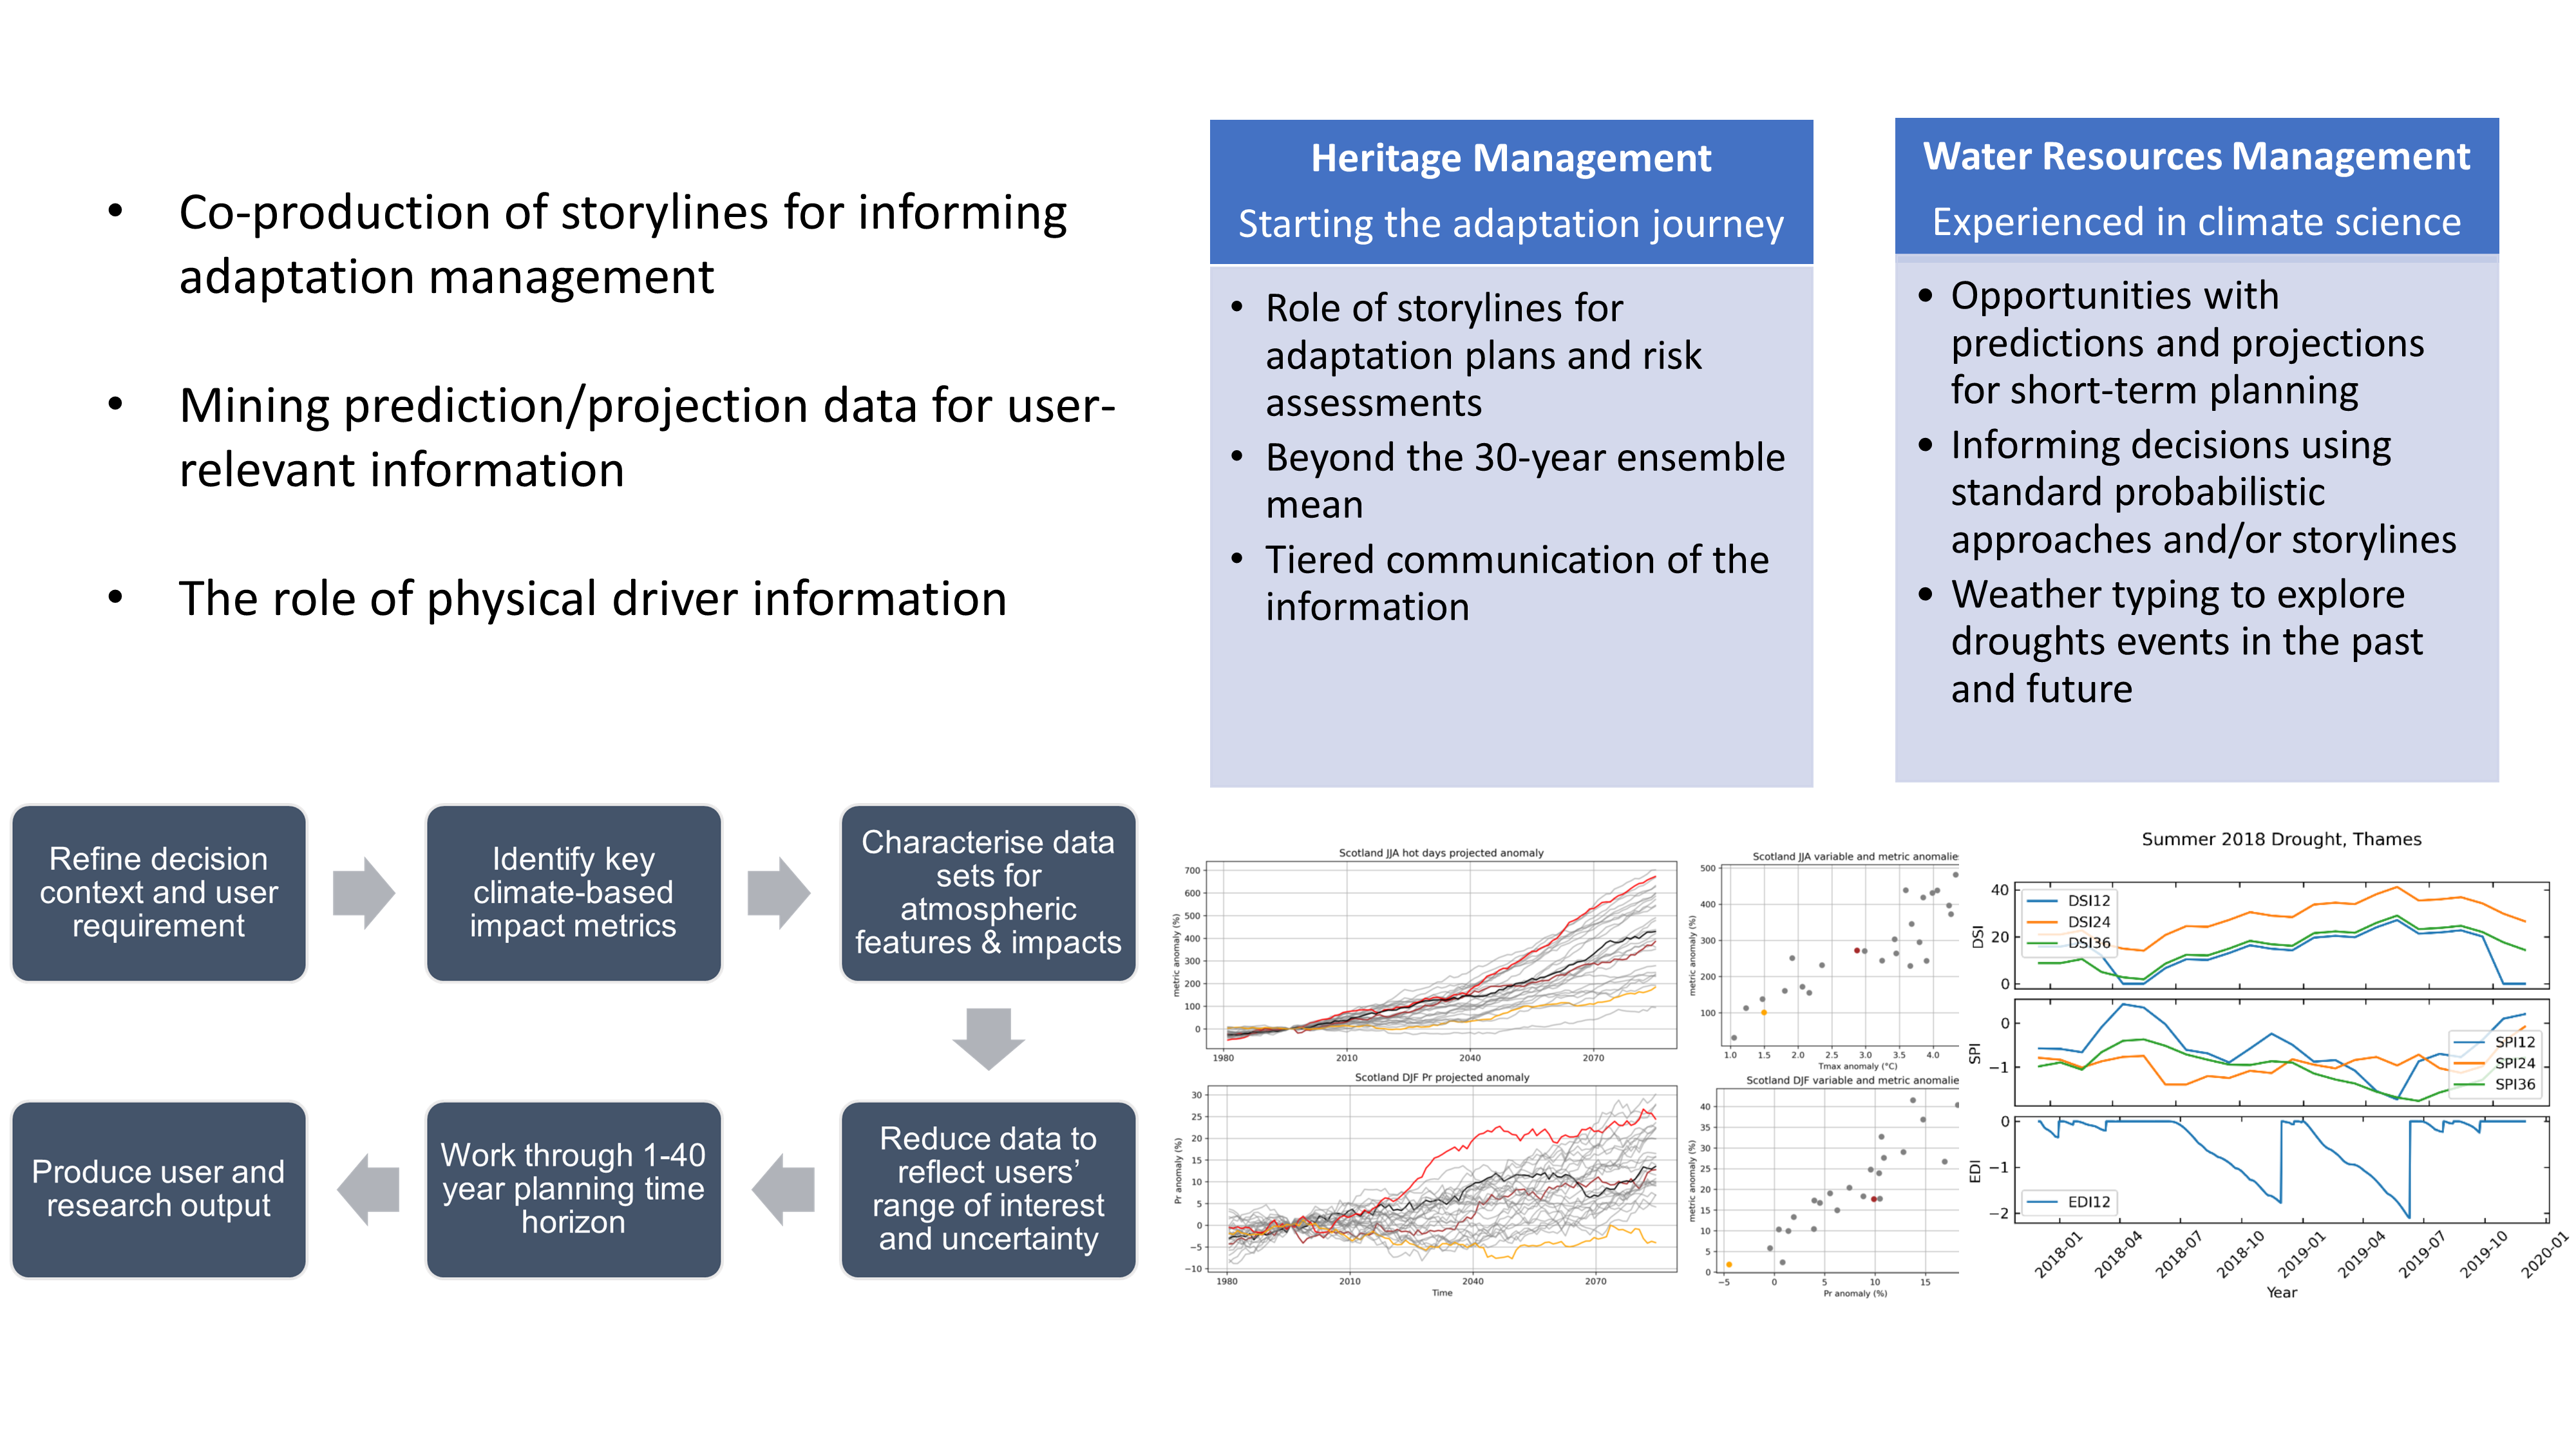 • Co-production of storylines for informing
adaptation management
• Mining prediction/projection data for user-
relevant information
• The role of physical driver information
Heritage Management
Starting the adaptation journey
• Role of storylines for
adaptation plans and risk
assessments
• Beyond the 30-year ensemble
mean
• Tiered communication of the
information
Water Resources Management
Experienced in climate science
• Opportunities with
predictions and projections
for short-term planning
• Informing decisions using
standard probabilistic
approaches and/or storylines
• Weather typing to explore
droughts events in the past
and future
Refine decision
context and user
requirement
Identify key
climate-based
impact metrics
Characterise data
sets for
atmospheric
features & impacts
Reduce data to
reflect users'
range of interest
and uncertainty
Work through 1-40
year planning time
horizon
Produce user and
research output
Scotland JJA hot days projected anomaly
metric anomaly (%)
700
600
500
400
300
200
100
0
1980
2010
2040
2070
Scotland JJA variable and metric anomalie
metric anomaly (%)
500
400
300
200
100
1.0
1.5
2.0
2.5
3.0
3.5
4.0
Tmax anomaly (°C)
Scotland DJF Pr projected anomaly
Pr anomaly (%)
30
25
20
15
10
5
0
−5
−10
1980
2010
2040
2070
Time
Scotland DJF variable and metric anomalie
metric anomaly (%)
40
35
30
25
20
15
10
5
0
−5
0
5
10
15
Pr anomaly (%)
Summer 2018 Drought, Thames
DSI
40
20
0
DSI12
DSI24
DSI36
SPI
0
−1
SPI12
SPI24
SPI36
EDI
0
−1
−2
EDI12
2018-01
2018-04
2018-07
2018-10
2019-01
2019-04
2019-07
2019-10
2020-01
Year